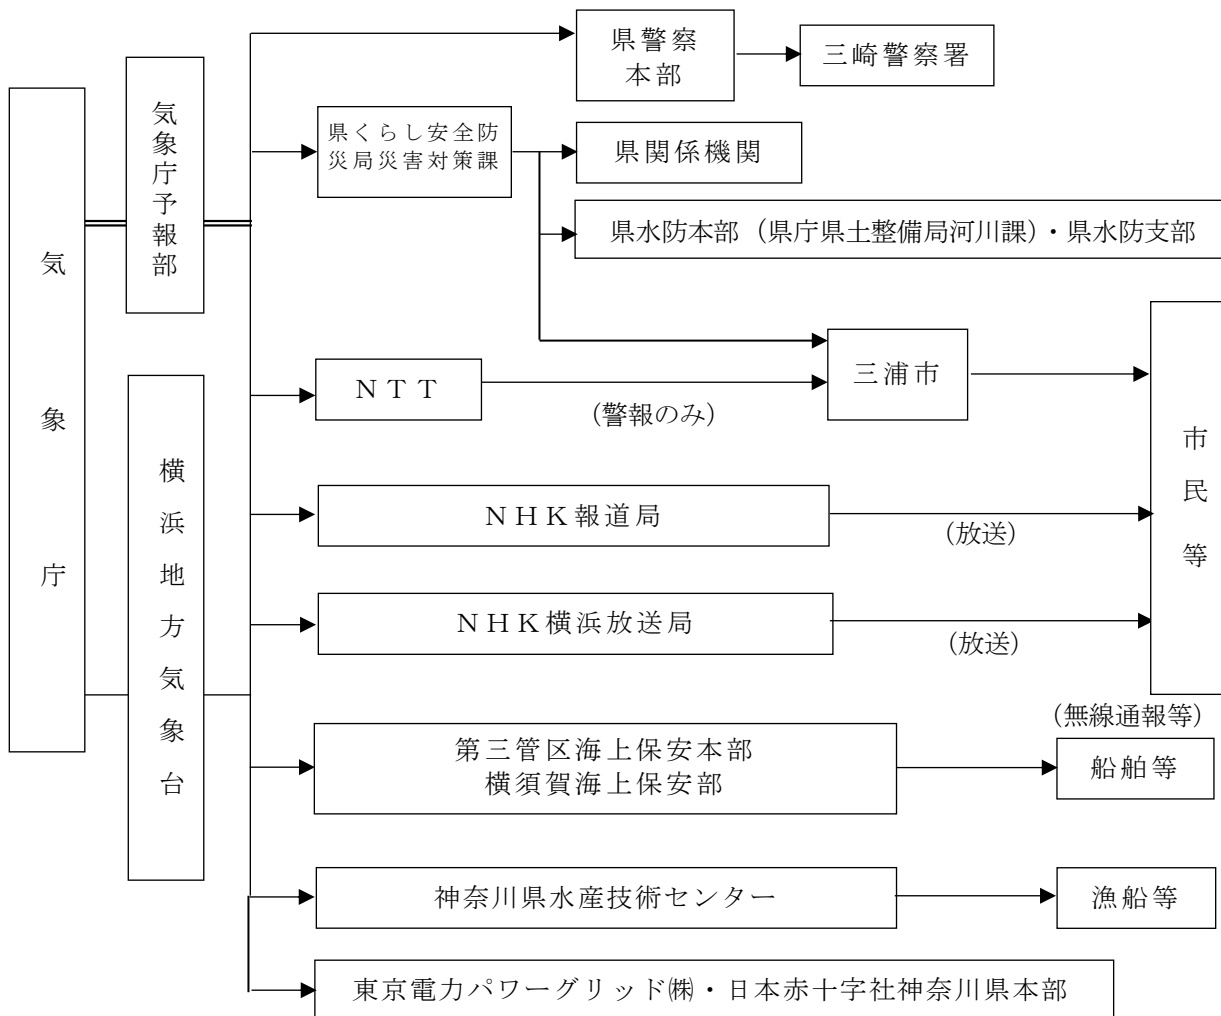 県警察
本部
三崎警察署
気象庁予報部
気象庁
県くらし安全防
災局災害対策課
県関係機関
県水防本部（県庁県土整備局河川課）・県水防支部
三浦市
ＮＴＴ
（警報のみ）
市民等
横浜地方気象台
ＮＨＫ報道局
（放送）
ＮＨＫ横浜放送局
（放送）
（無線通報等）
第三管区海上保安本部
横須賀海上保安部
船舶等
神奈川県水産技術センター
漁船等
東京電力パワーグリッド㈱・日本赤十字社神奈川県本部